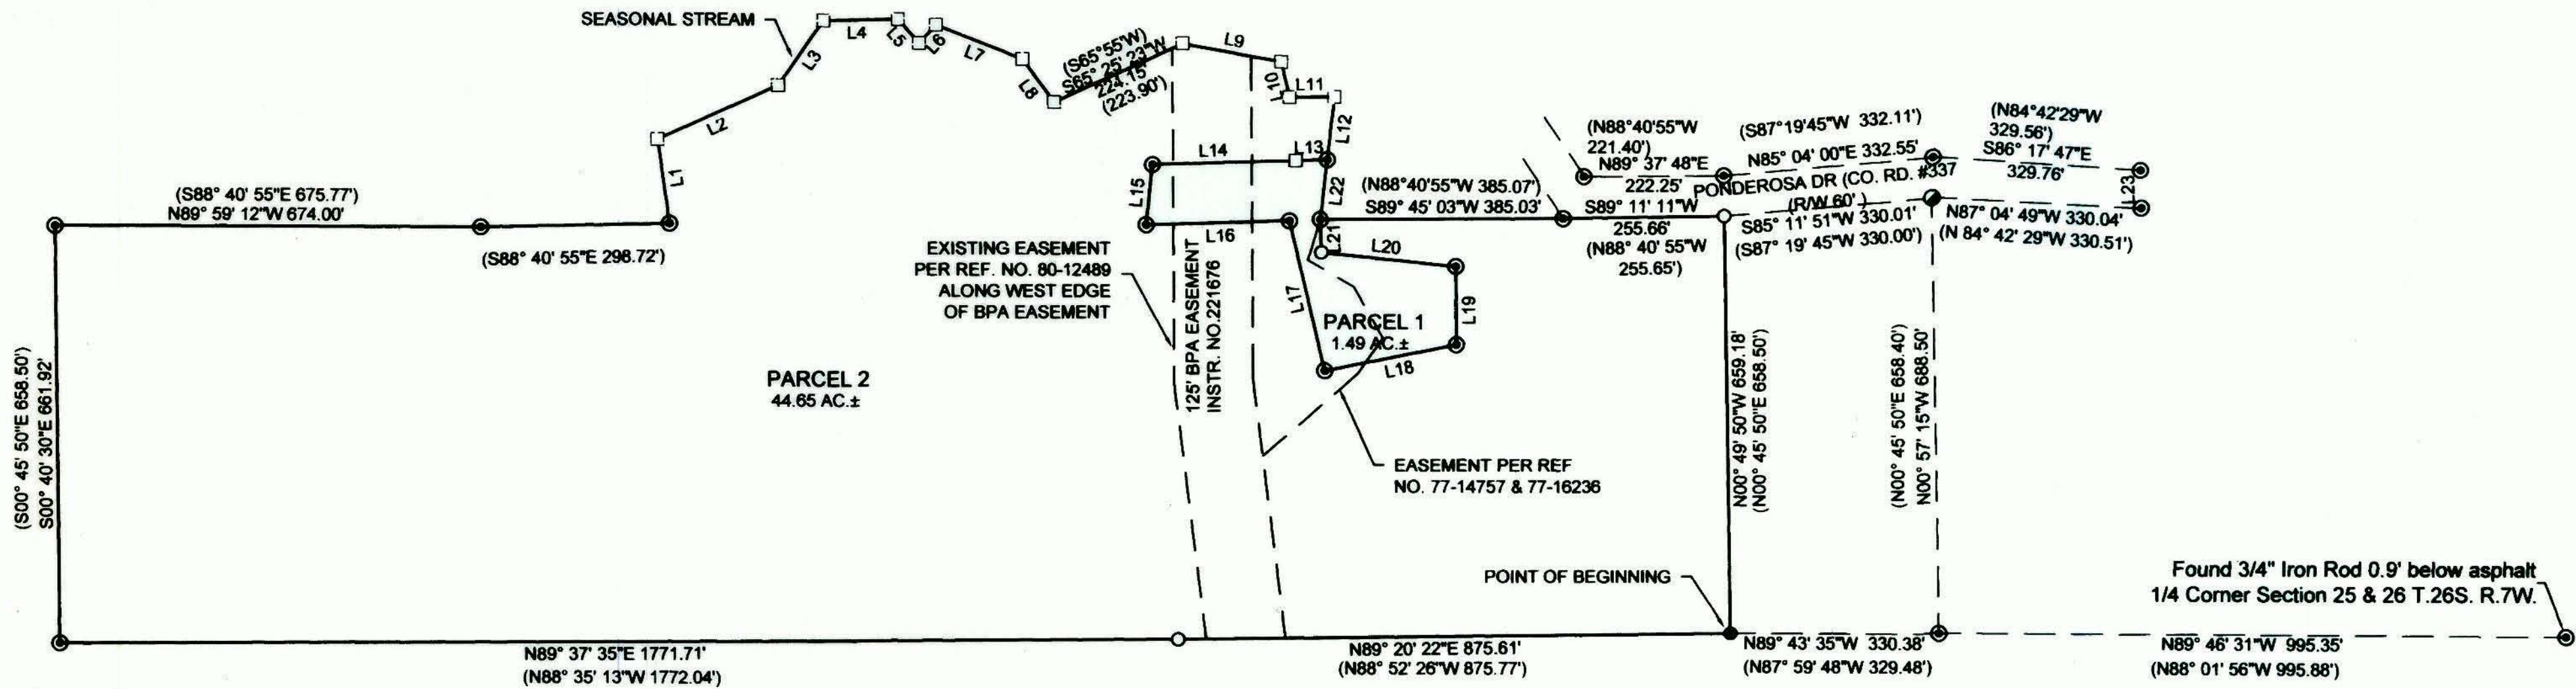 SEASONAL STREAM
L1
L2
L3
L4
L5
L6
L7
L8
(S65°55'W)
S65° 25' 23"W
224.15'
(223.90')
L9
L10
L11
L12
L13
L14
L15
L16
L17
L18
L19
L20
L21
L22
(S88° 40' 55"E 675.77')
N89° 59' 12"W 674.00'
(S88° 40' 55"E 298.72')
EXISTING EASEMENT
PER REF. NO. 80-12489
ALONG WEST EDGE
OF BPA EASEMENT
125' BPA EASEMENT
INSTR. NO.221676
PARCEL 1
1.49 AC.±
PARCEL 2
44.65 AC.±
(N88°40'55"W 385.07')
S89° 45' 03"W 385.03'
(N88°40'55"W
221.40')
N89° 37' 48"E
222.25'
(S87°19'45"W 332.11')
N85° 04' 00"E 332.55'
PONDEROSA DR (CO. RD. #337
(R/W 60' )
(N84°42'29"W
329.56')
S86° 17' 47"E
329.76'
L23
S89° 11' 11"W
255.66'
(N88° 40' 55"W
255.65')
S85° 11' 51"W 330.01'
(S87° 19' 45"W 330.00')
N87° 04' 49"W 330.04'
(N 84° 42' 29"W 330.51')
(S00° 45' 50"E 658.50')
S00° 40' 30"E 661.92'
N00° 49' 50"W 659.18'
(N00° 45' 50"E 658.50')
(N00° 45' 50"E 658.40')
N00° 57' 15"W 688.50'
EASEMENT PER REF
NO. 77-14757 & 77-16236
POINT OF BEGINNING
Found 3/4" Iron Rod 0.9' below asphalt
1/4 Corner Section 25 & 26 T.26S. R.7W.
N89° 37' 35"E 1771.71'
(N88° 35' 13"W 1772.04')
N89° 20' 22"E 875.61'
(N88° 52' 26"W 875.77')
N89° 43' 35"W 330.38'
(N87° 59' 48"W 329.48')
N89° 46' 31"W 995.35'
(N88° 01' 56"W 995.88')